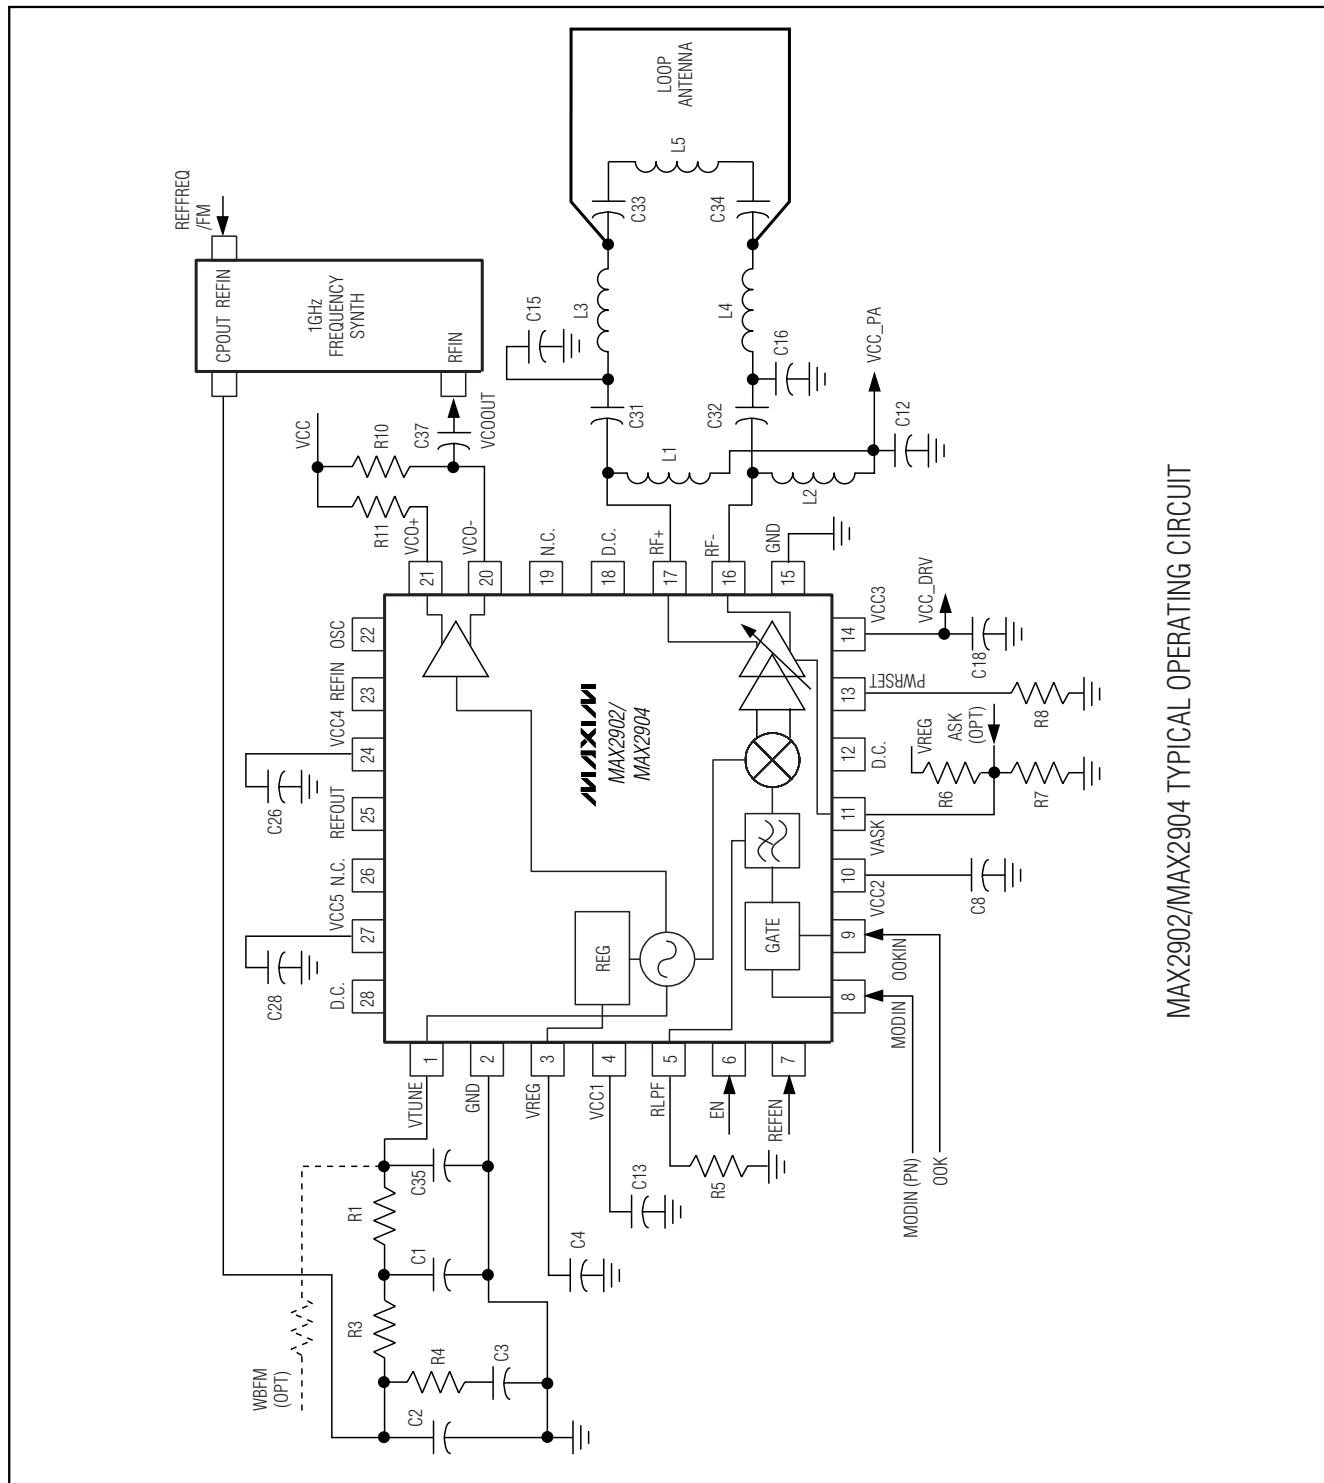 REFFREQ
/FM
CPOUT REFIN
1GHz
FREQUENCY
SYNTH
RFIN
LOOP
ANTENNA
L5
C33
C34
L3
L4
C15
C16
C31
C32
VCC_PA
C12
L1
L2
VCC
R10
R11
C37
VCOOUT
VCO+
VCO-
N.C.
D.C.
RF+
RF-
GND
21
20
19
18
17
16
15
OSC
22
REFIN
23
VCC4
24
C26
REFOUT
25
N.C.
26
VCC5
27
C28
D.C.
28
MAXIM
MAX2902/
MAX2904
REG
GATE
14
VCC3
VCC_DRV
C18
13
PWRSET
R8
12
D.C.
VREG
ASK
(OPT)
R6
R7
11
VASK
10
VCC2
C8
9
OOKIN
8
MODIN
MODIN (PN)
OOK
1
2
3
4
5
6
7
VTUNE
GND
VREG
VCC1
RLPF
EN
REFEN
C35
R1
C1
R3
R4
C3
C2
WBFM
(OPT)
C4
C13
R5
MAX2902/MAX2904 TYPICAL OPERATING CIRCUIT